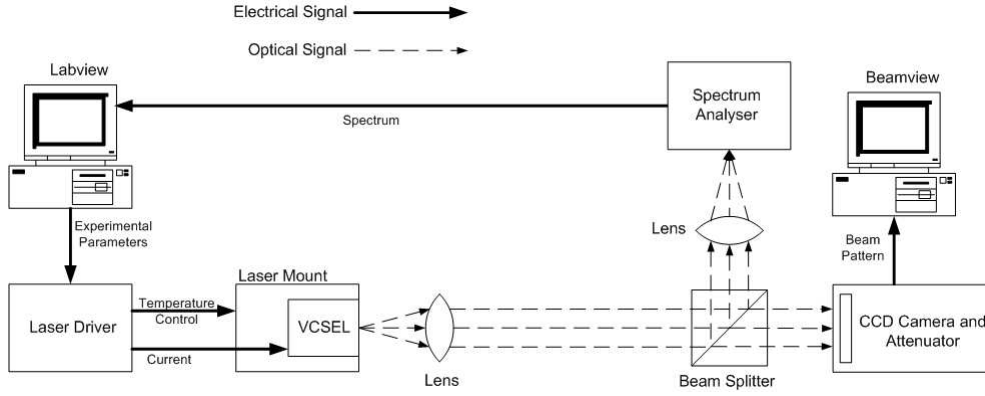 Electrical Signal
Optical Signal
Labview
Spectrum
Spectrum
Analyser
Beamview
Experimental
Parameters
Lens
Beam
Pattern
Laser Mount
Laser Driver
Temperature
Control
Current
VCSEL
Lens
Beam Splitter
CCD Camera and
Attenuator